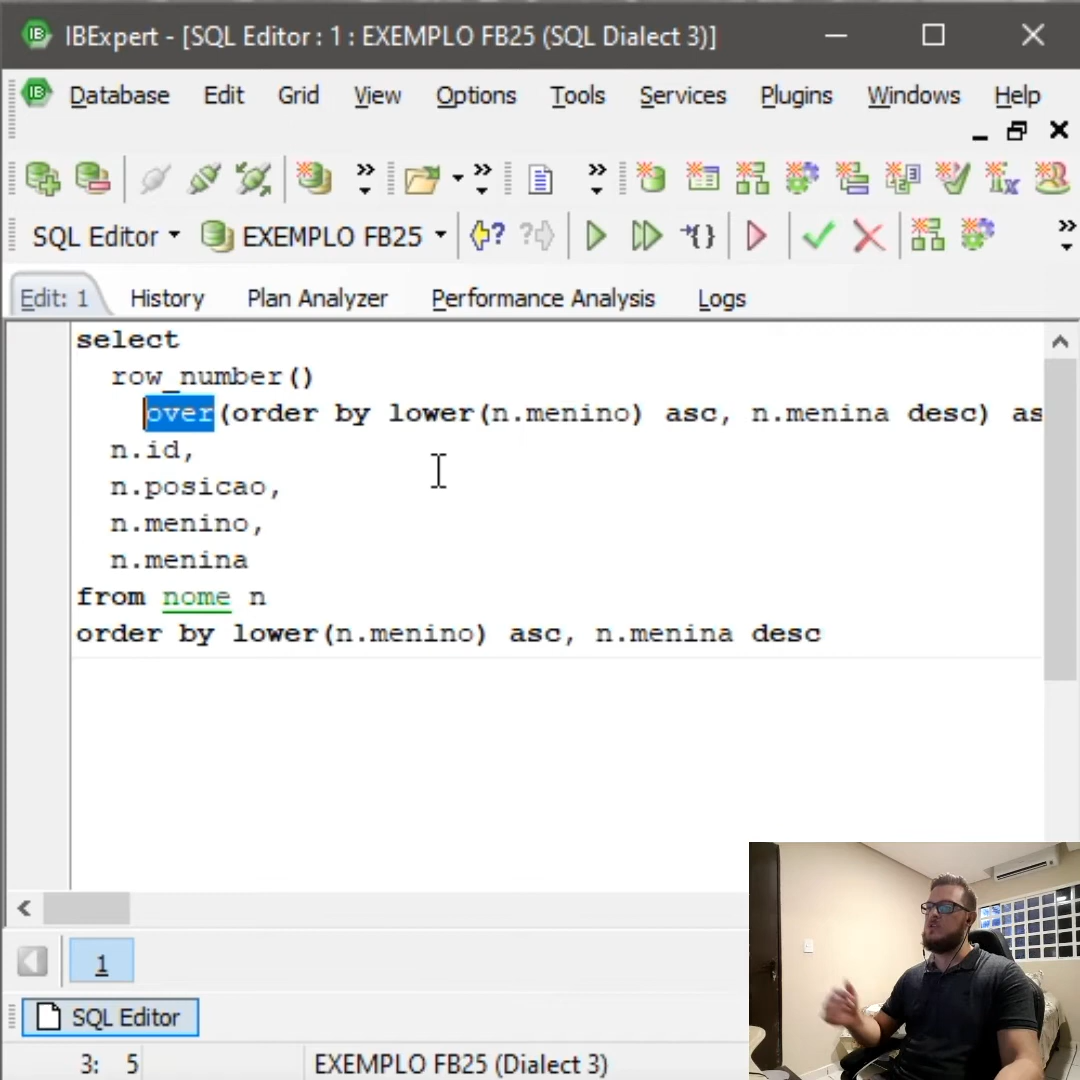 IB IBExpert - [SQL Editor : 1 : EXEMPLO FB25 (SQL Dialect 3)]
IB Database Edit Grid View Options Tools Services Plugins Windows Help
SQL Editor EXEMPLO FB25
Edit: 1 History Plan Analyzer Performance Analysis Logs
select
row_number()
over(order by lower(n.menino) asc, n.menina desc) as
n.id,
n.posicao,
n.menino,
n.menina
from nome n
order by lower(n.menino) asc, n.menina desc
1
SQL Editor
3: 5 EXEMPLO FB25 (Dialect 3)